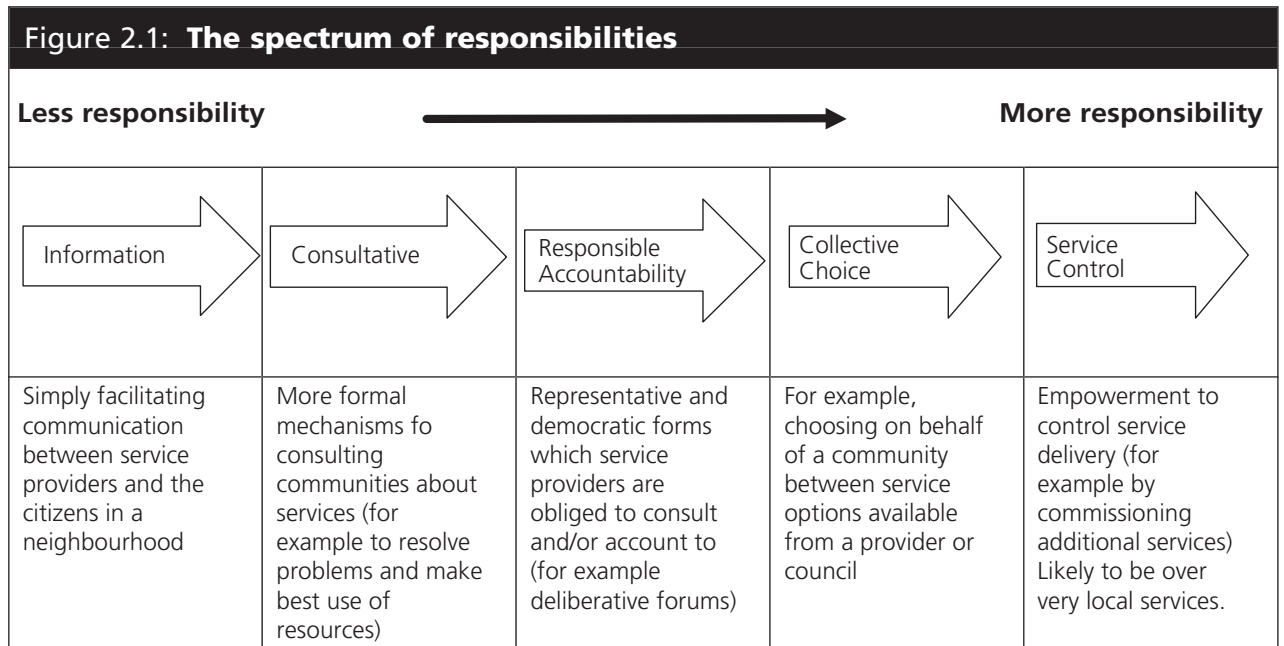 Figure 2.1: The spectrum of responsibilities
Less responsibility
More responsibility
Information
Consultative
Responsible
Accountability
Collective
Choice
Service
Control
Simply facilitating
communication
between service
providers and the
citizens in a
neighbourhood
More formal
mechanisms fo
consulting
communities about
services (for
example to resolve
problems and make
best use of
resources)
Representative and
democratic forms
which service
providers are
obliged to consult
and/or account to
(for example
deliberative forums)
For example,
choosing on behalf
of a community
between service
options available
from a provider or
council
Empowerment to
control service
delivery (for
example by
commissioning
additional services)
Likely to be over
very local services.